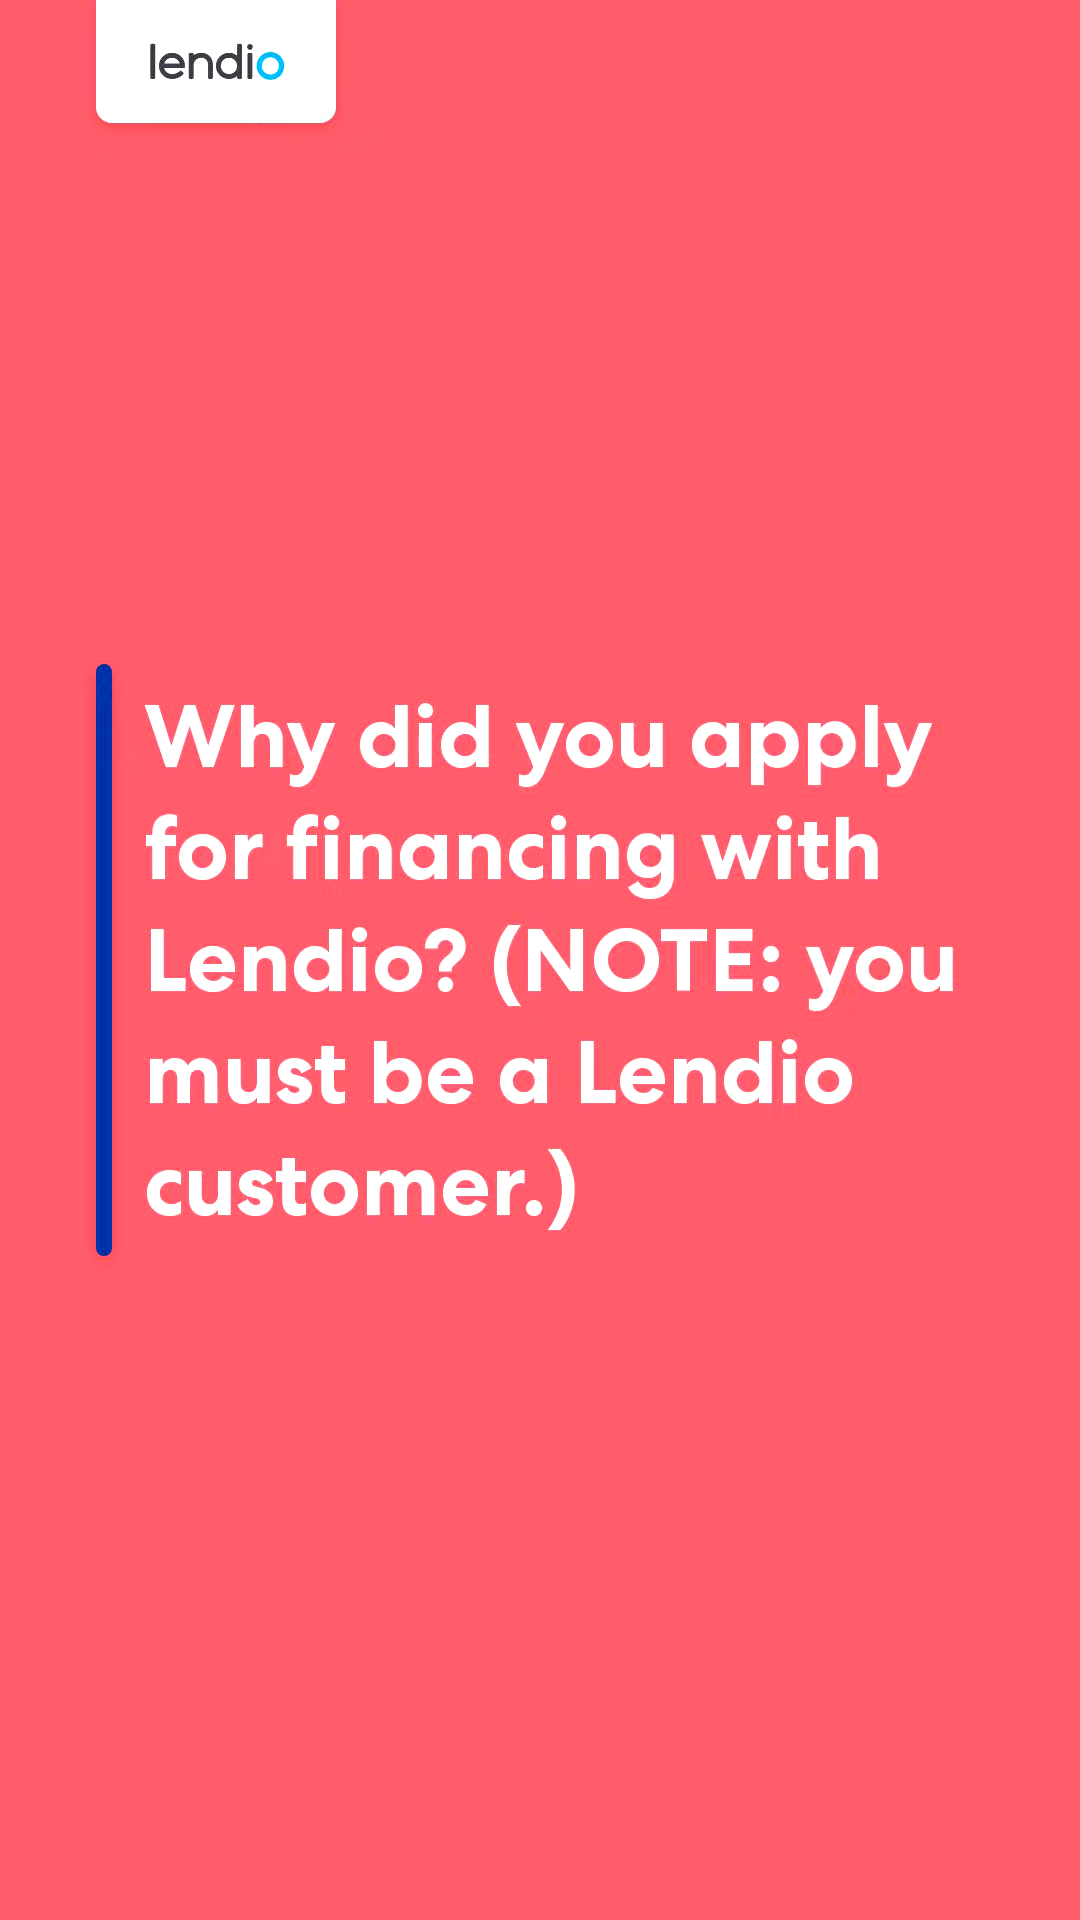 lendio
Why did you apply
for financing with
Lendio? (NOTE: you
must be a Lendio
customer.)